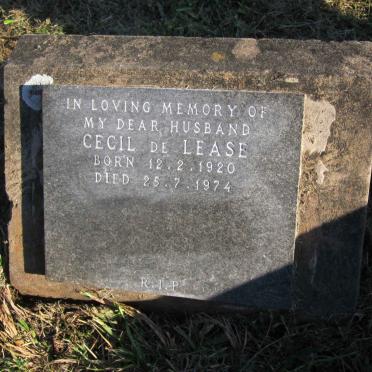 IN LOVING MEMORY OF
MY DEAR HUSBAND
CECIL DE LEASE
BORN 12.2.1920
DIED 25.7.1974
R.I.P